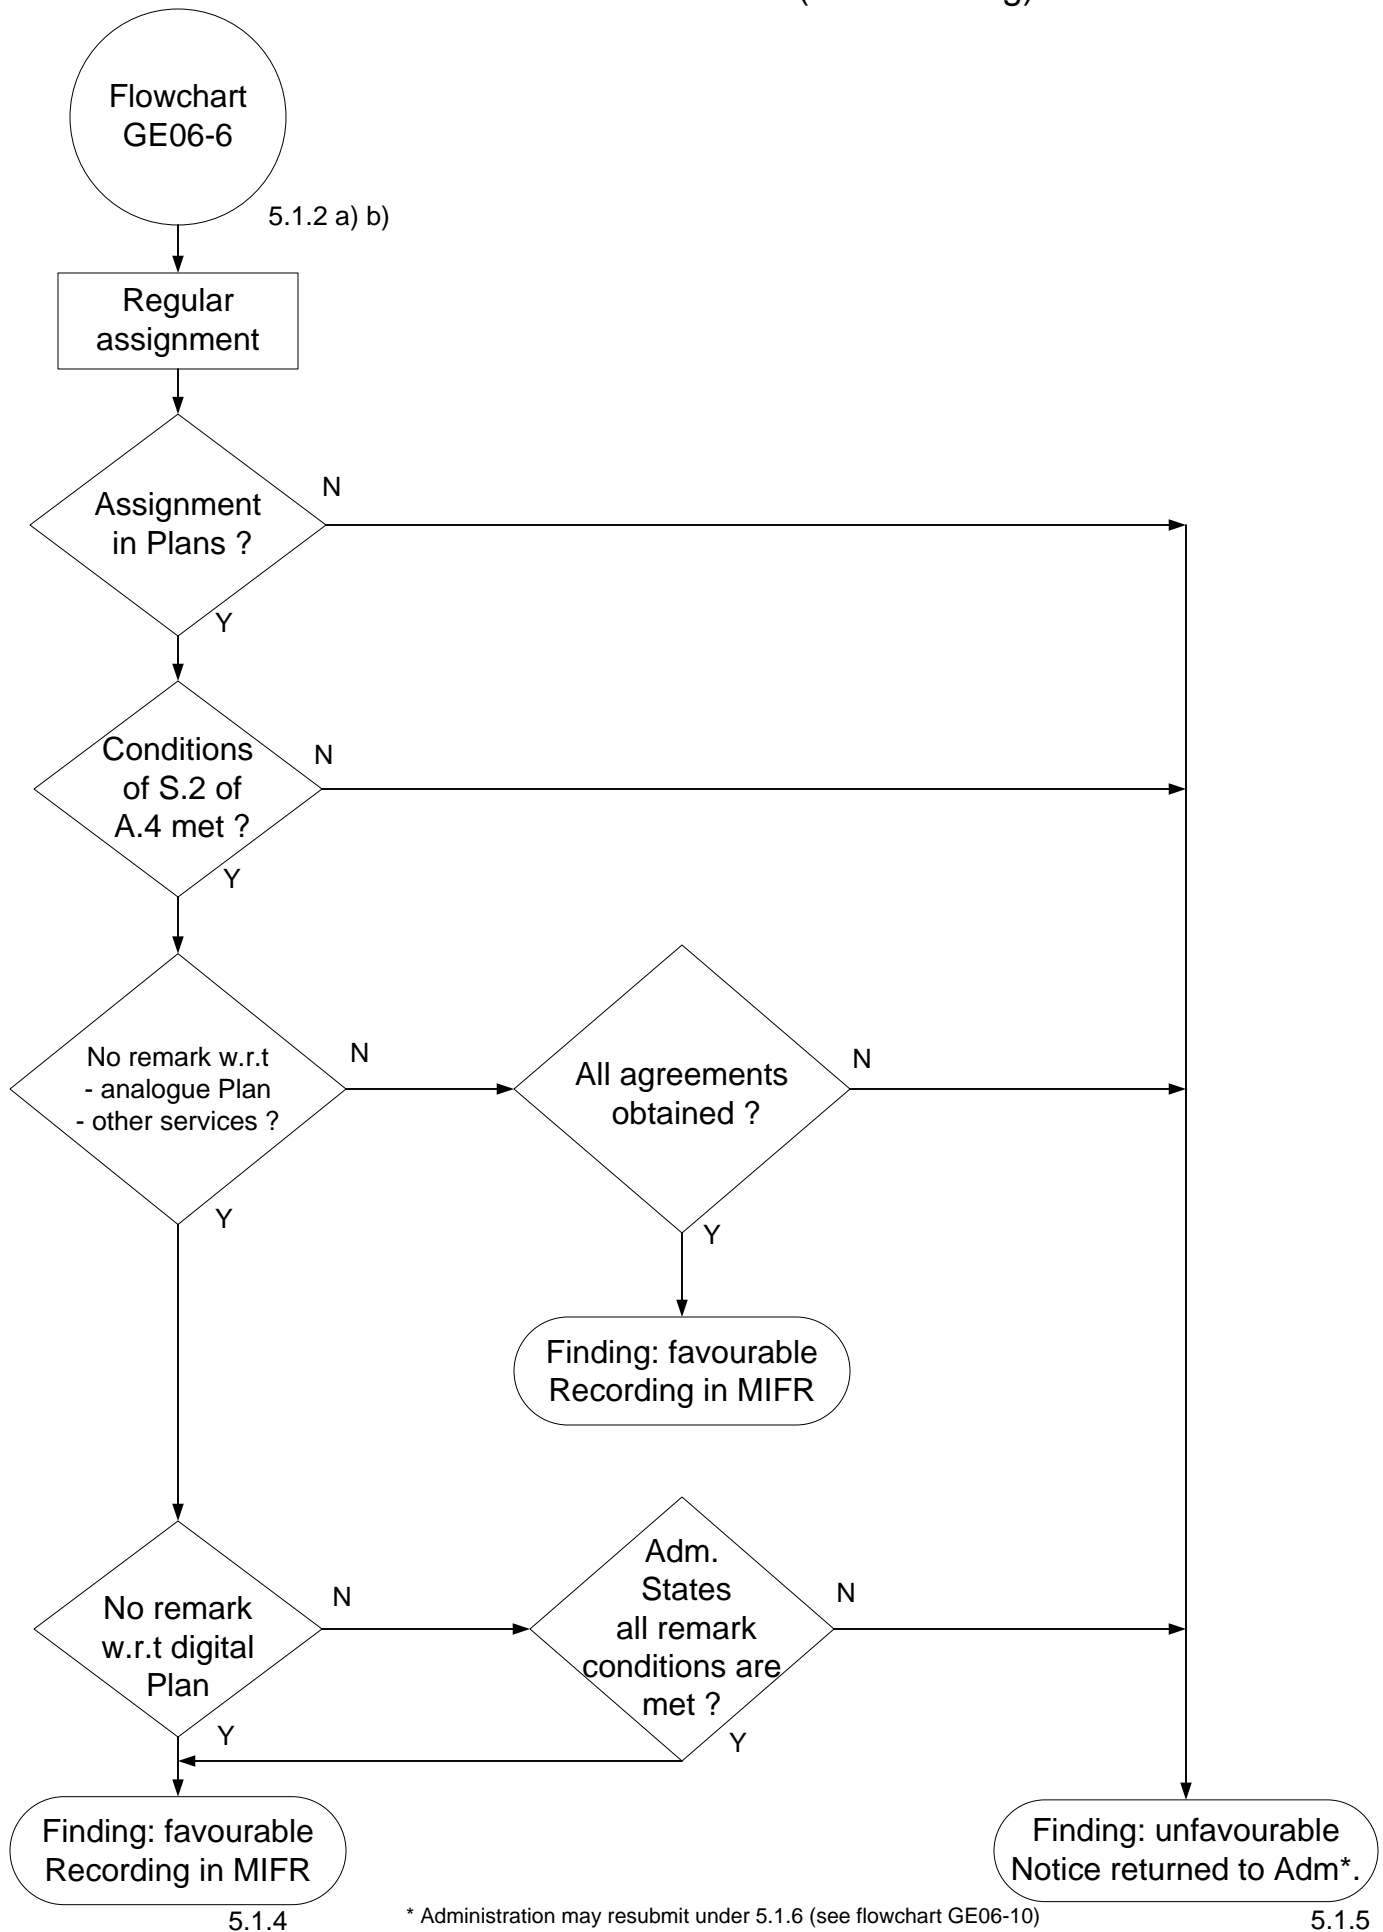 Flowchart
GE06-6
5.1.2 a) b)
Regular
assignment
Assignment
in Plans ?
N
Y
Conditions
of S.2 of
A.4 met ?
N
Y
No remark w.r.t
- analogue Plan
- other services ?
N
Y
All agreements
obtained ?
N
Y
Finding: favourable
Recording in MIFR
No remark
w.r.t digital
Plan
N
Y
Adm.
States
all remark
conditions are
met ?
N
Y
Finding: favourable
Recording in MIFR
5.1.4
Finding: unfavourable
Notice returned to Adm*.
5.1.5
* Administration may resubmit under 5.1.6 (see flowchart GE06-10)